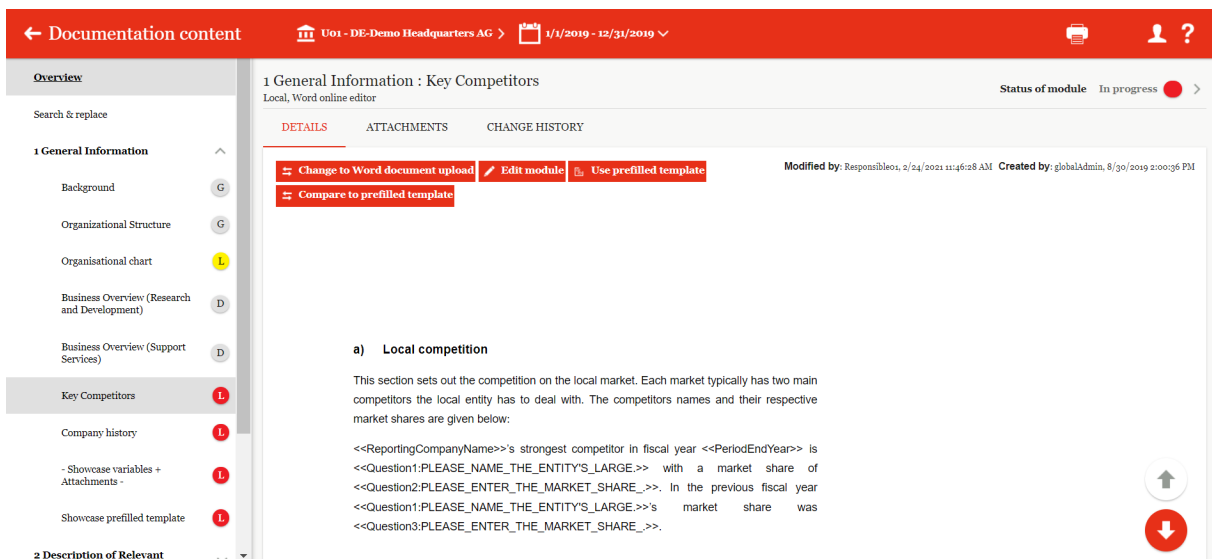 Documentation content
U01 - DE-Demo Headquarters AG
1/1/2019 - 12/31/2019
?
Overview
Search & replace
1 General Information
Background G
Organizational Structure G
Organisational chart L
Business Overview (Research
and Development) D
Business Overview (Support
Services) D
Key Competitors L
Company history L
- Showcase variables +
Attachments - L
Showcase prefilled template L
2 Description of Relevant
1 General Information : Key Competitors
Local, Word online editor
Status of module In progress
DETAILS ATTACHMENTS CHANGE HISTORY
Change to Word document upload Edit module Use prefilled template
Compare to prefilled template
Modified by: Responsible01, 2/24/2021 11:46:28 AM Created by: globalAdmin, 8/30/2019 2:00:36 PM
a) Local competition
This section sets out the competition on the local market. Each market typically has two main
competitors the local entity has to deal with. The competitors names and their respective
market shares are given below:
<<ReportingCompanyName>>'s strongest competitor in fiscal year <<PeriodEndYear>> is
<<Question1:PLEASE_NAME_THE_ENTITY'S_LARGE.>> with a market share of
<<Question2:PLEASE_ENTER_THE_MARKET_SHARE_.>>. In the previous fiscal year
<<Question1:PLEASE_NAME_THE_ENTITY'S_LARGE.>>'s market share was
<<Question3:PLEASE_ENTER_THE_MARKET_SHARE_.>>.